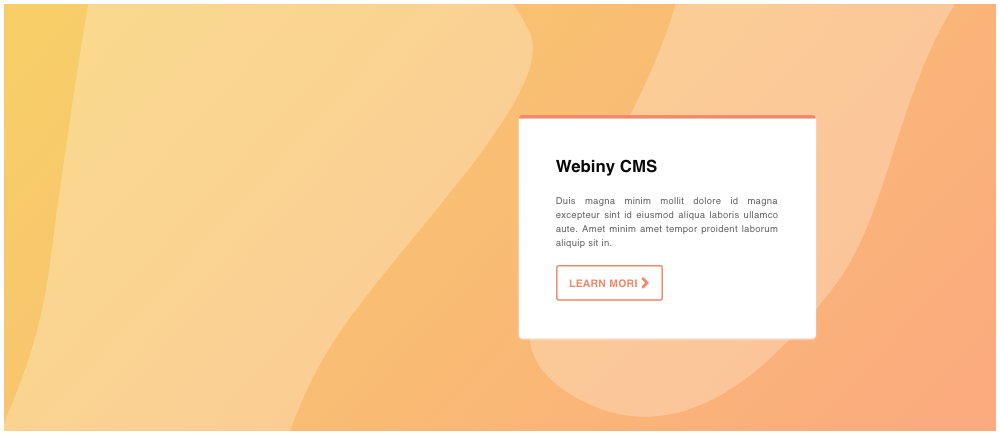 Webiny CMS
Duis magna minim mollit dolore id magna
excepteur sint id eiusmod aliqua laboris ullamco
aute. Amet minim amet tempor proident laborum
aliquip sit in.
LEARN MORI